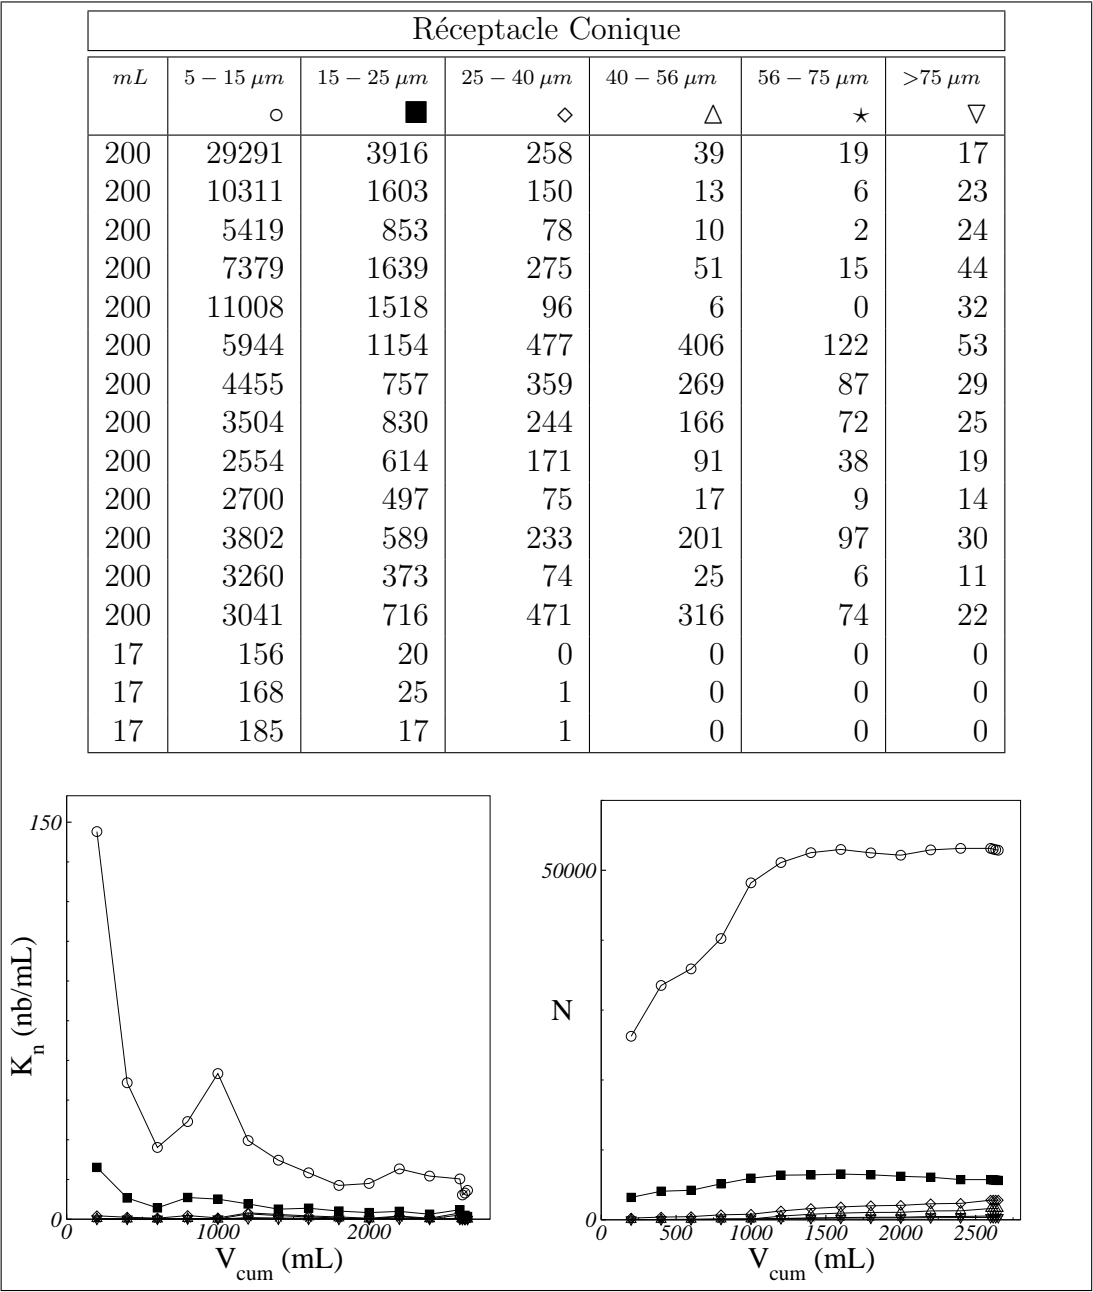 Réceptacle Conique
mL 5 – 15 μm 15 – 25 μm 25 – 40 μm 40 – 56 μm 56 – 75 μm >75 μm
○ ■ ◇ △ ⋆ ▽
200 29291 3916 258 39 19 17
200 10311 1603 150 13 6 23
200 5419 853 78 10 2 24
200 7379 1639 275 51 15 44
200 11008 1518 96 6 0 32
200 5944 1154 477 406 122 53
200 4455 757 359 269 87 29
200 3504 830 244 166 72 25
200 2554 614 171 91 38 19
200 2700 497 75 17 9 14
200 3802 589 233 201 97 30
200 3260 373 74 25 6 11
200 3041 716 471 316 74 22
17 156 20 0 0 0 0
17 168 25 1 0 0 0
17 185 17 1 0 0 0
150
K_n (nb/mL)
0
0 1000 2000
V_cum (mL)
50000
N
0
0 500 1000 1500 2000 2500
V_cum (mL)